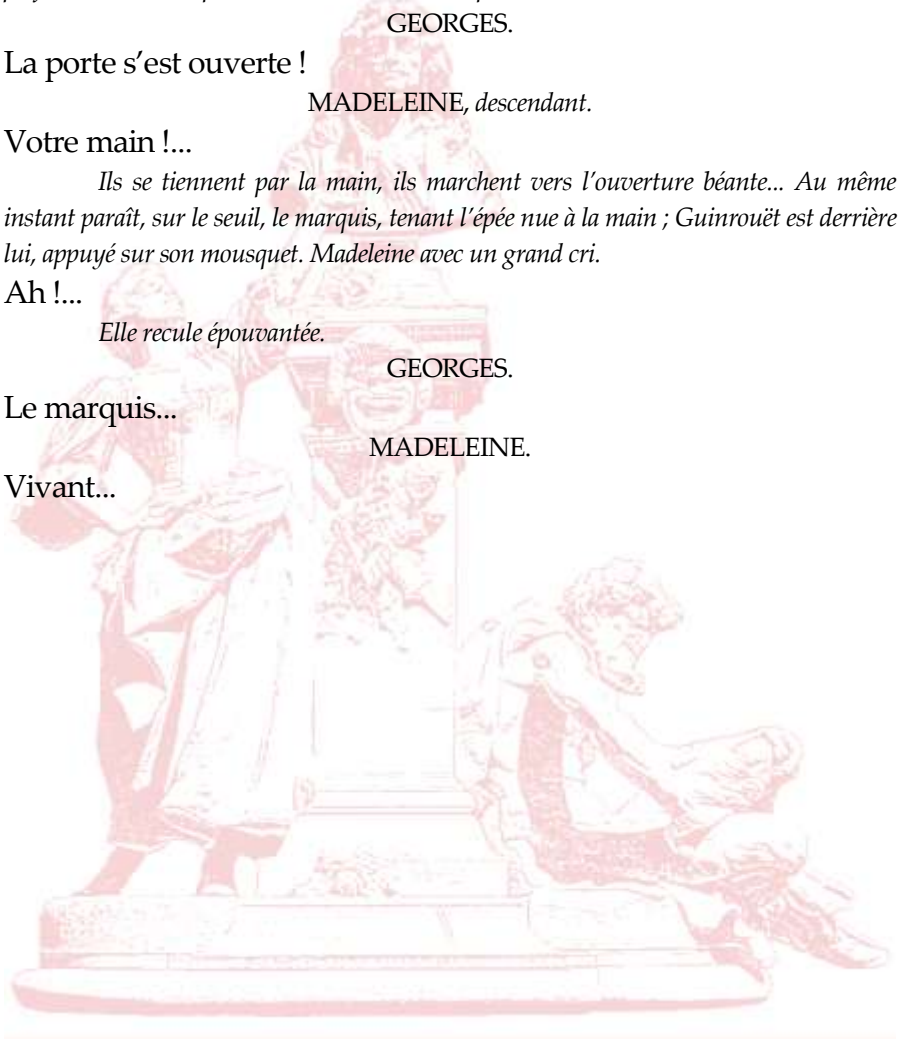 GEORGES.
La porte s’est ouverte !
MADELEINE, descendant.
Votre main !...
Ils se tiennent par la main, ils marchent vers l’ouverture béante... Au même
instant paraît, sur le seuil, le marquis, tenant l’épée nue à la main ; Guinrouët est derrière
lui, appuyé sur son mousquet. Madeleine avec un grand cri.
Ah !...
Elle recule épouvantée.
GEORGES.
Le marquis...
MADELEINE.
Vivant...